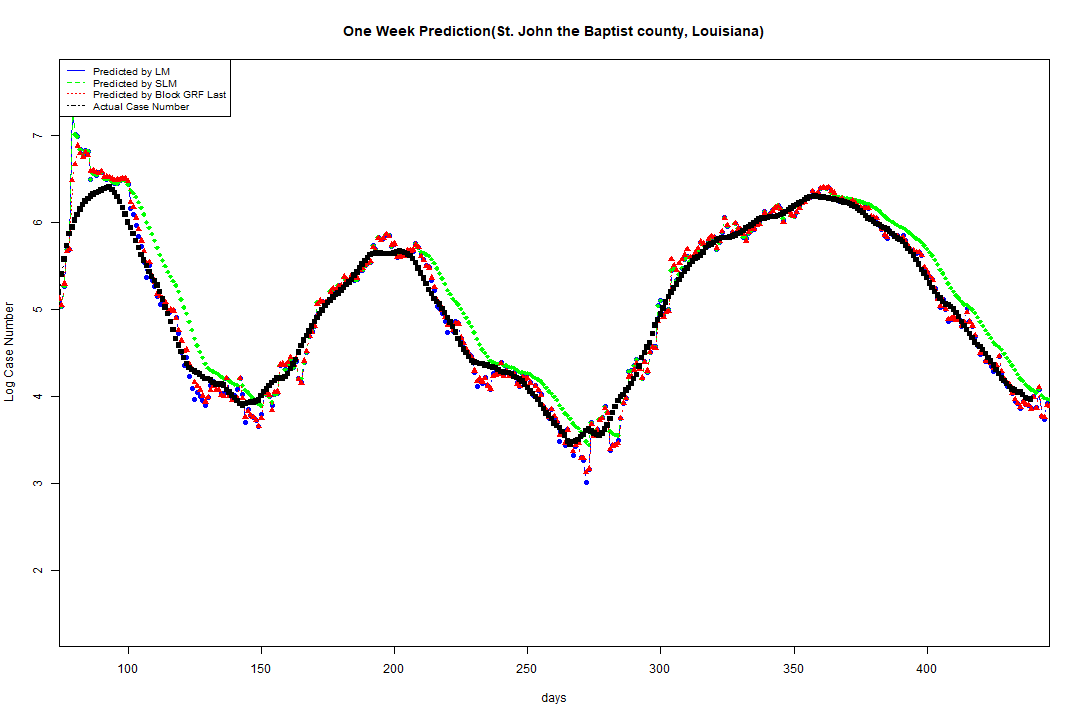 One Week Prediction(St. John the Baptist county, Louisiana)
Predicted by LM
Predicted by SLM
Predicted by Block GRF Last
Actual Case Number
7
6
5
4
3
2
Log Case Number
100 150 200 250 300 350 400
days